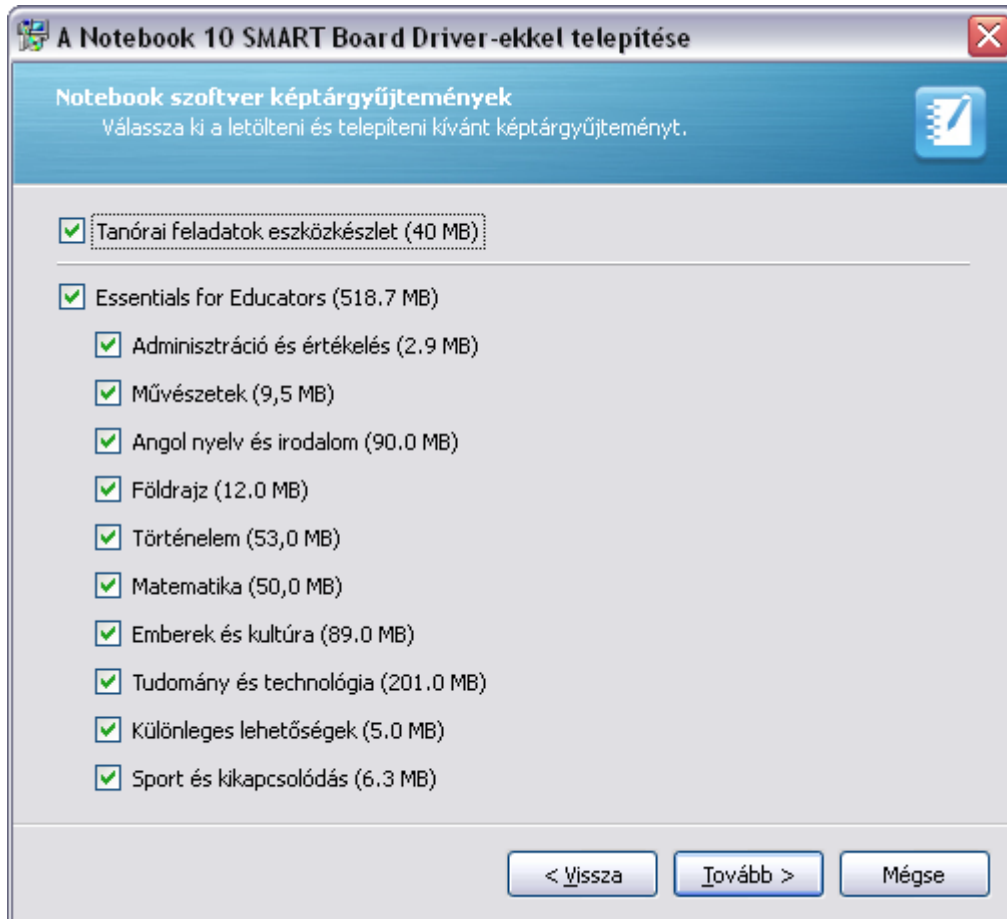 A Notebook 10 SMART Board Driver-ekkel telepítése
Notebook szoftver képtárgyűjtemények
Válassza ki a letölteni és telepíteni kívánt képtárgyűjteményt.
Tanórai feladatok eszközkészlet (40 MB)
Essentials for Educators (518.7 MB)
Adminisztráció és értékelés (2.9 MB)
Művészetek (9,5 MB)
Angol nyelv és irodalom (90.0 MB)
Földrajz (12.0 MB)
Történelem (53,0 MB)
Matematika (50,0 MB)
Emberek és kultúra (89.0 MB)
Tudomány és technológia (201.0 MB)
Különleges lehetőségek (5.0 MB)
Sport és kikapcsolódás (6.3 MB)
< Vissza Tovább > Mégse